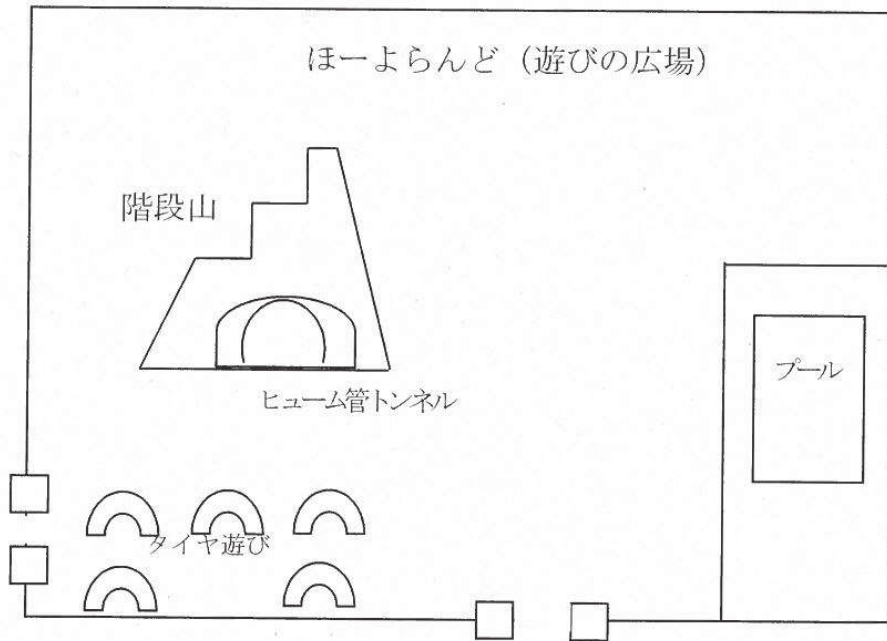 ほーよらんど（遊びの広場）
階段山
プール
ヒューム管トンネル
タイヤ遊び